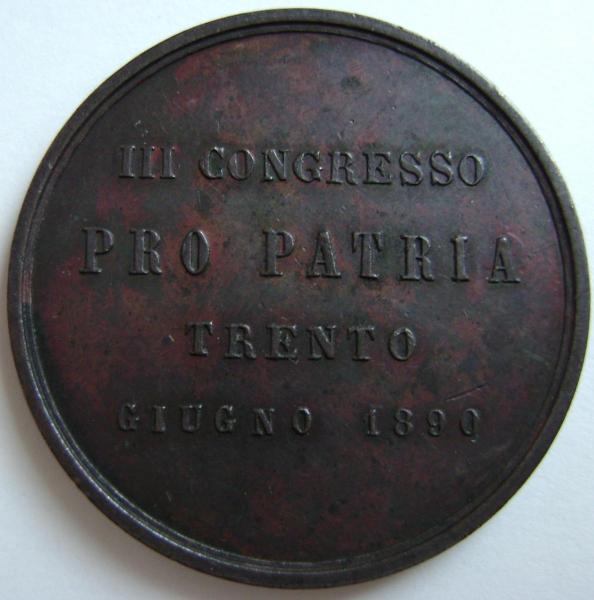 III CONGRESSO
PRO PATRIA
TRENTO
GIUGNO 1890